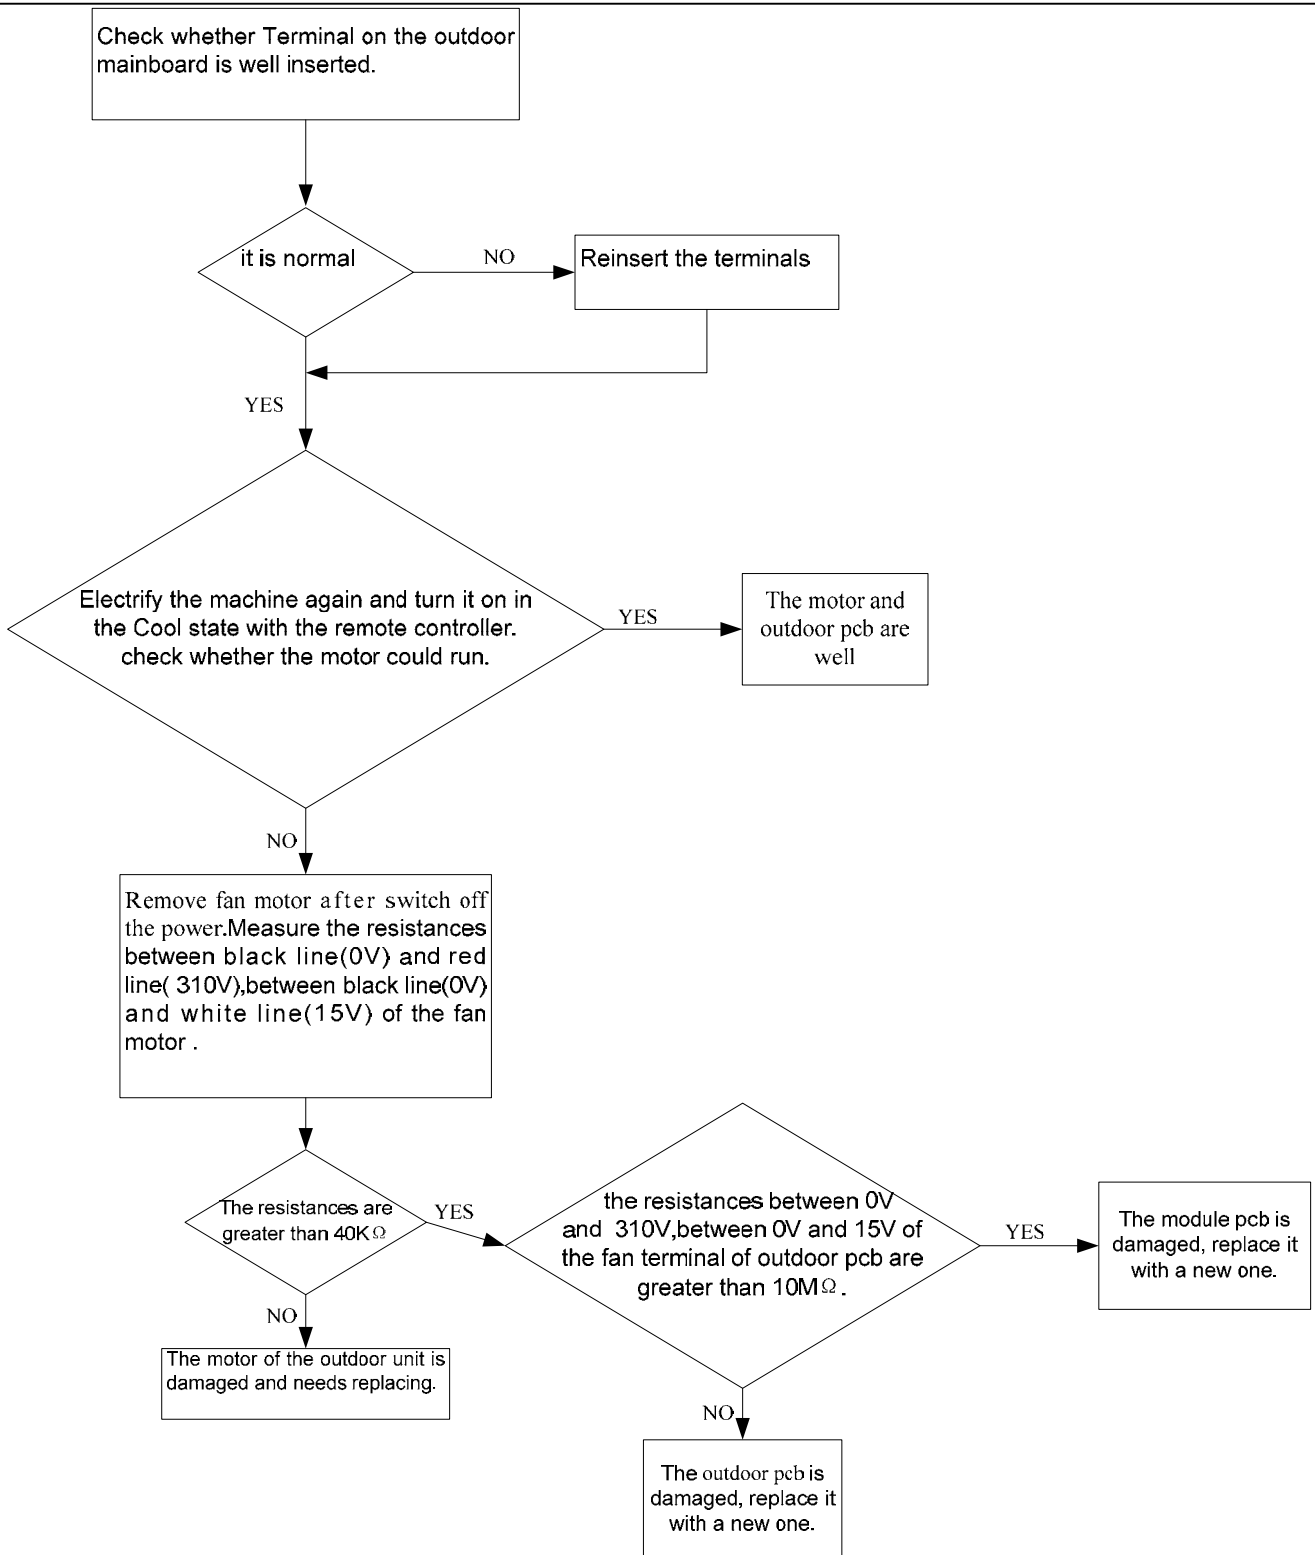 Check whether Terminal on the outdoor
mainboard is well inserted.
it is normal
NO
Reinsert the terminals
YES
Electrify the machine again and turn it on in
the Cool state with the remote controller.
check whether the motor could run.
YES
The motor and
outdoor pcb are
well
NO
Remove fan motor after switch off
the power.Measure the resistances
between black line(0V) and red
line( 310V),between black line(0V)
and white line(15V) of the fan
motor .
The resistances are
greater than 40KΩ
YES
the resistances between 0V
and 310V,between 0V and 15V of
the fan terminal of outdoor pcb are
greater than 10MΩ.
YES
The module pcb is
damaged, replace it
with a new one.
NO
The motor of the outdoor unit is
damaged and needs replacing.
NO
The outdoor pcb is
damaged, replace it
with a new one.